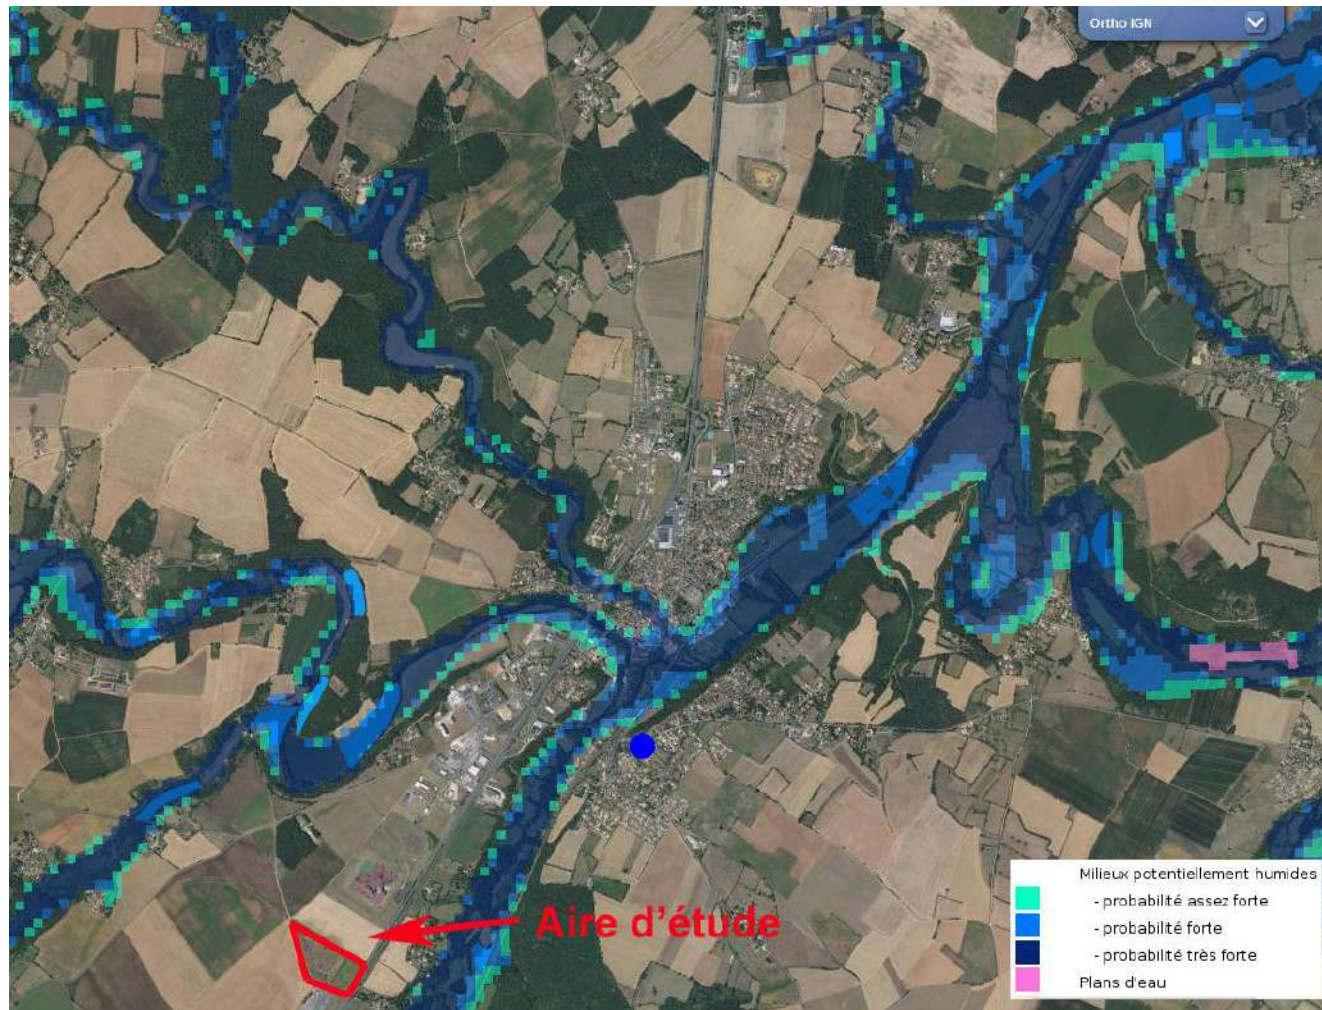 Ortho IGN
Aire d'étude
Milieux potentiellement humides
- probabilité assez forte
- probabilité forte
- probabilité très forte
Plans d'eau